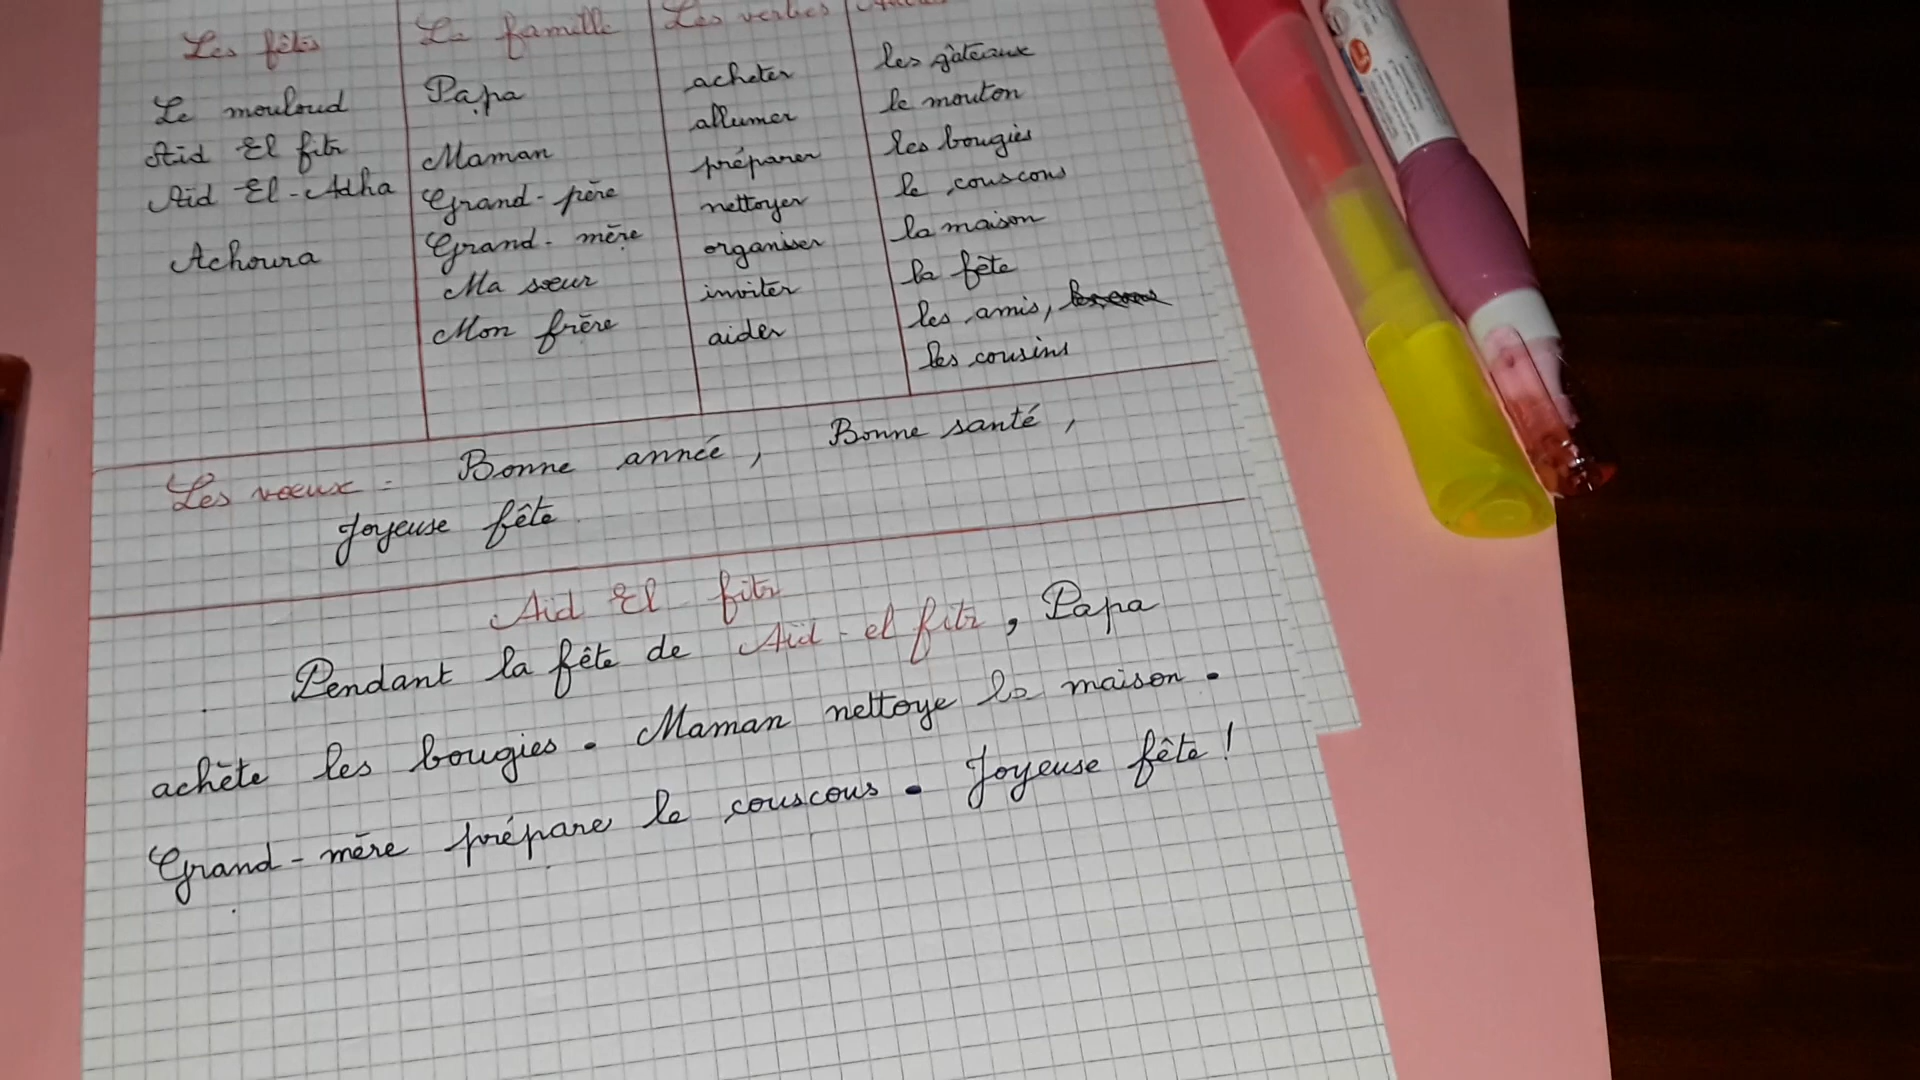 Les fêtes La famille Les verbes
Le mouloud Papa acheter les gâteaux
Aid El fitr Maman allumer le mouton
Aid El-Adha Grand-père préparer les bougies
Achoura Grand-mère nettoyer le couscous
Ma sœur organiser la maison
Mon frère inviter la fête
aider les amis,
les cousins
Les vœux : Bonne année, Bonne santé,
Joyeuse fête
Aid El fitr
Pendant la fête de Aïd-el fitr, Papa
achète les bougies. Maman nettoye la maison.
Grand-mère prépare le couscous. Joyeuse fête !